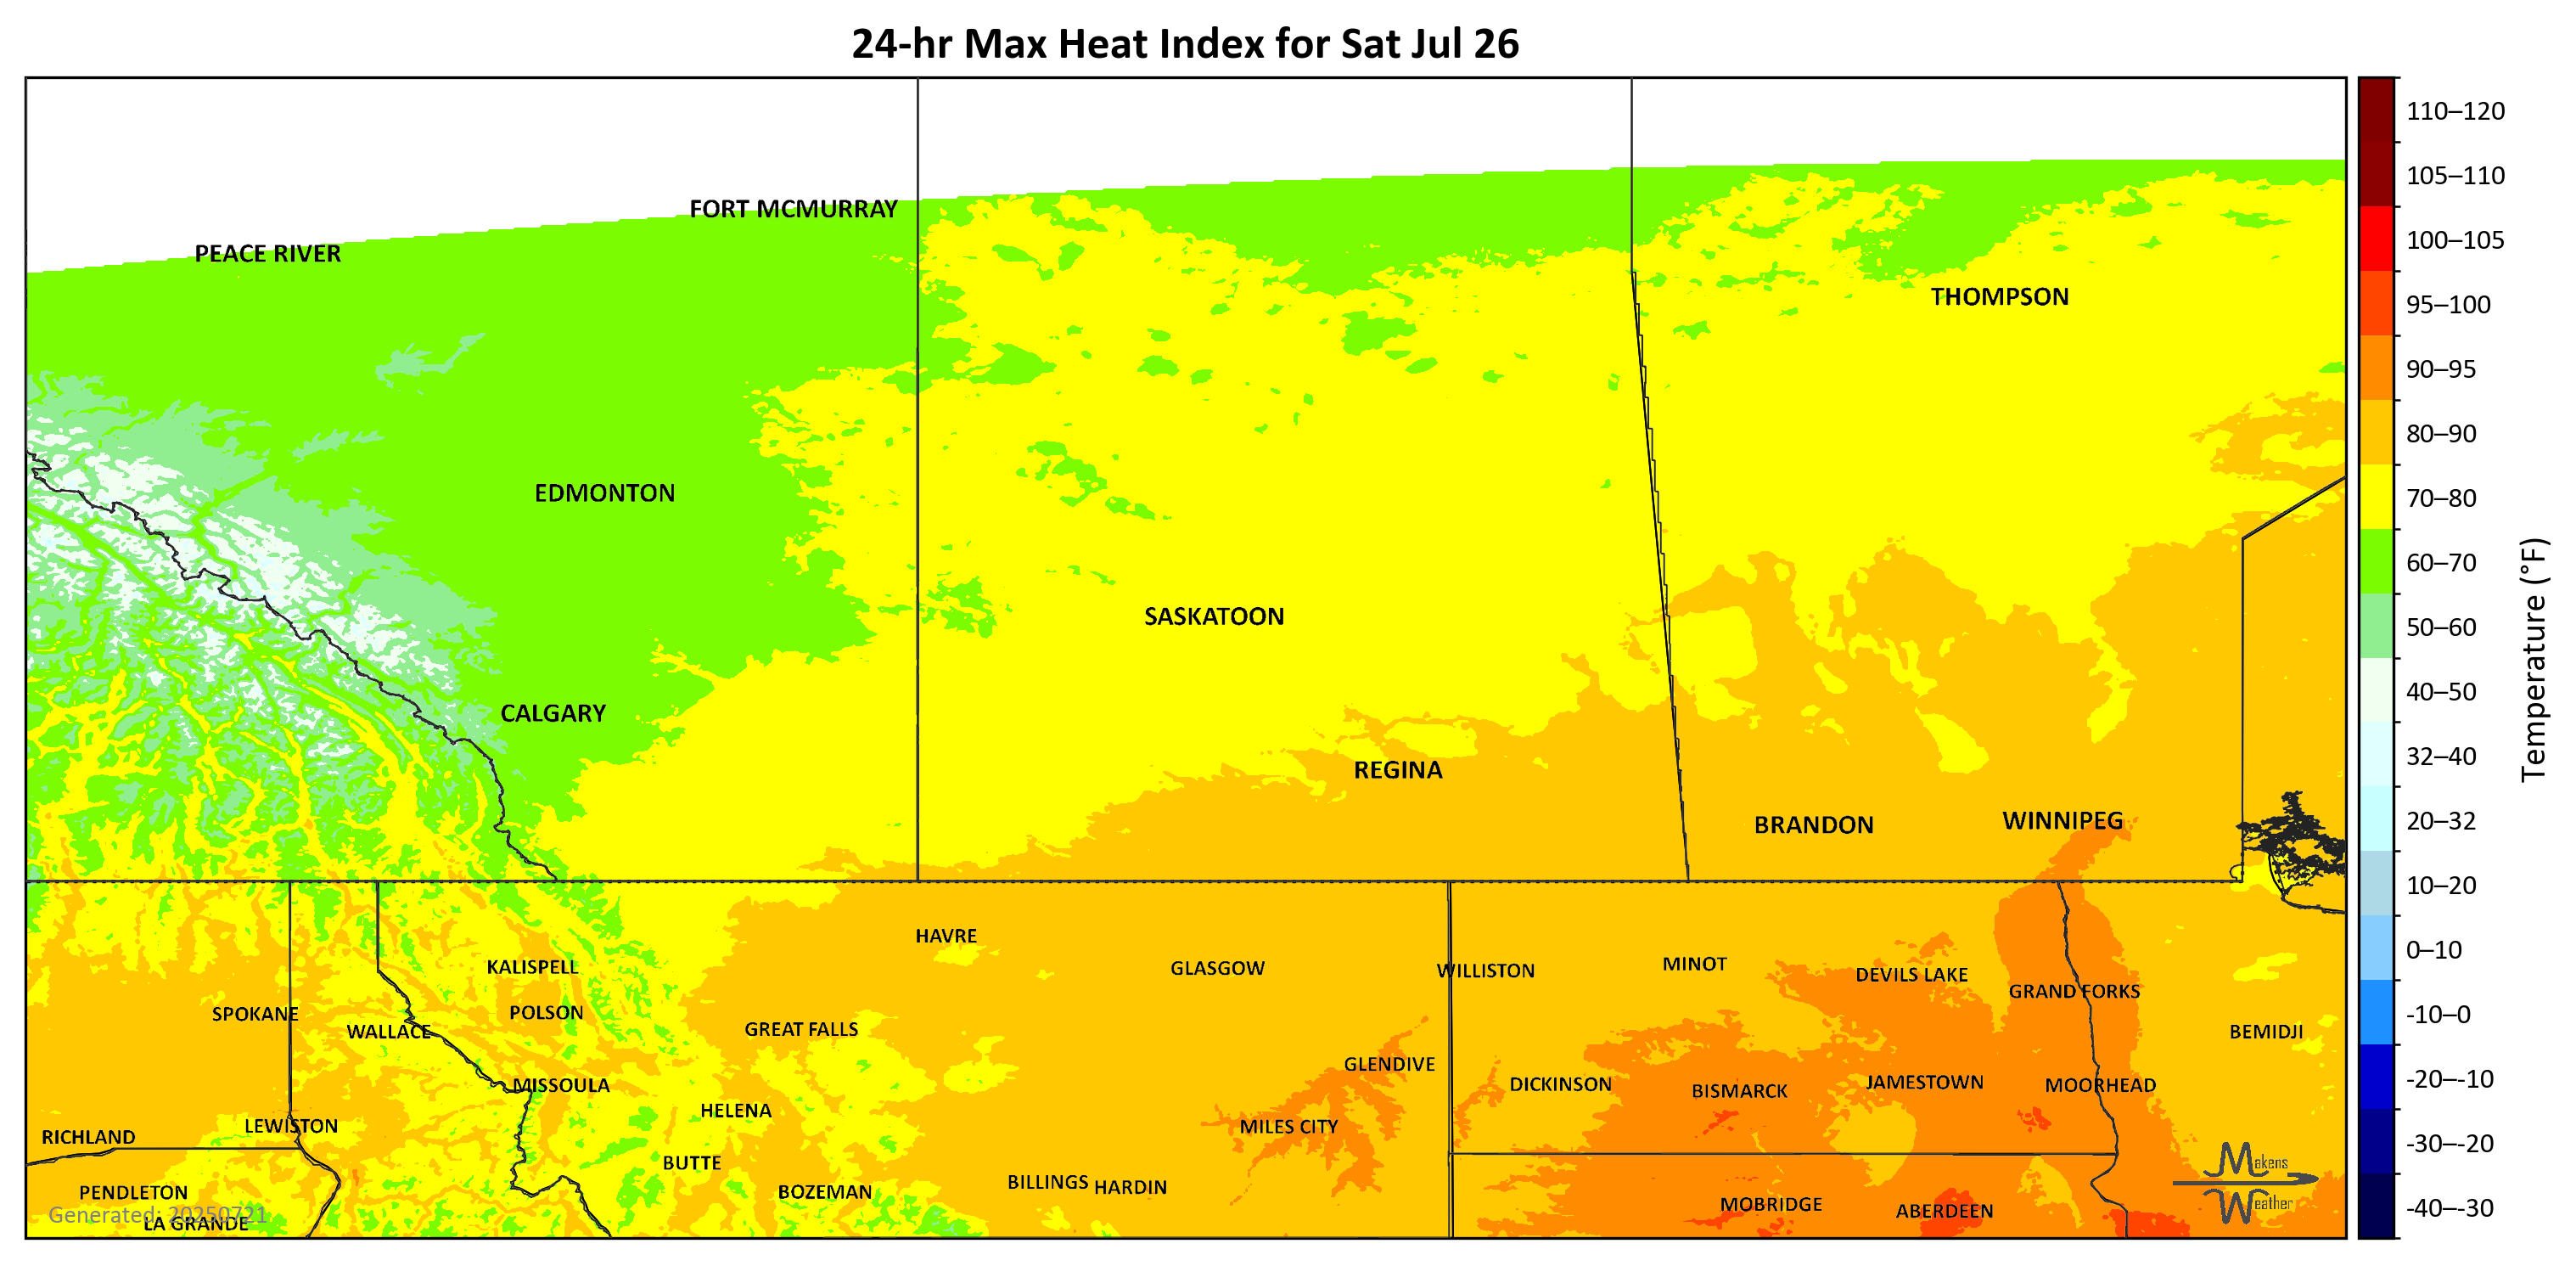 24-hr Max Heat Index for Sat Jul 26
FORT MCMURRAY
PEACE RIVER
THOMPSON
EDMONTON
SASKATOON
CALGARY
REGINA
BRANDON
WINNIPEG
HAVRE
GLASGOW
WILLISTON
MINOT
DEVILS LAKE
GRAND FORKS
KALISPELL
POLSON
SPOKANE
WALLACE
GREAT FALLS
BEMIDJI
GLENDIVE
DICKINSON
BISMARCK
JAMESTOWN
MOORHEAD
MISSOULA
HELENA
LEWISTON
RICHLAND
MILES CITY
BUTTE
BOZEMAN
BILLINGS
HARDIN
PENDLETON
LA GRANDE
MOBRIDGE
ABERDEEN
Generated: 20250721
Makens
Weather
110–120
105–110
100–105
95–100
90–95
80–90
70–80
60–70
50–60
40–50
32–40
20–32
10–20
0–10
-10–0
-20–-10
-30–-20
-40–-30
Temperature (°F)